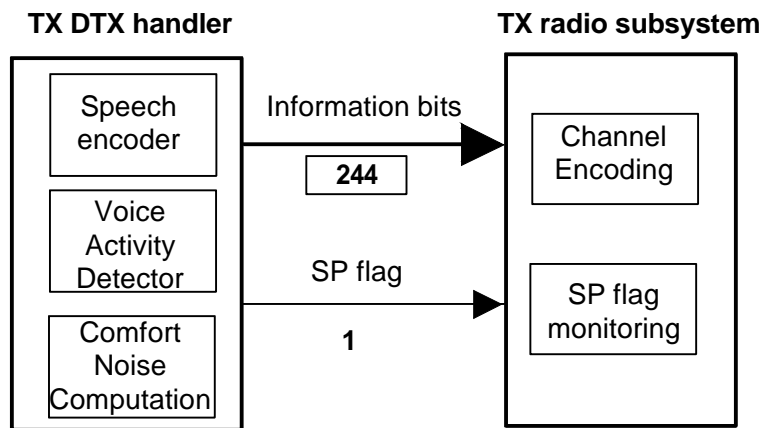 TX DTX handler
TX radio subsystem
Speech
encoder
Information bits
244
Channel
Encoding
Voice
Activity
Detector
SP flag
1
SP flag
monitoring
Comfort
Noise
Computation